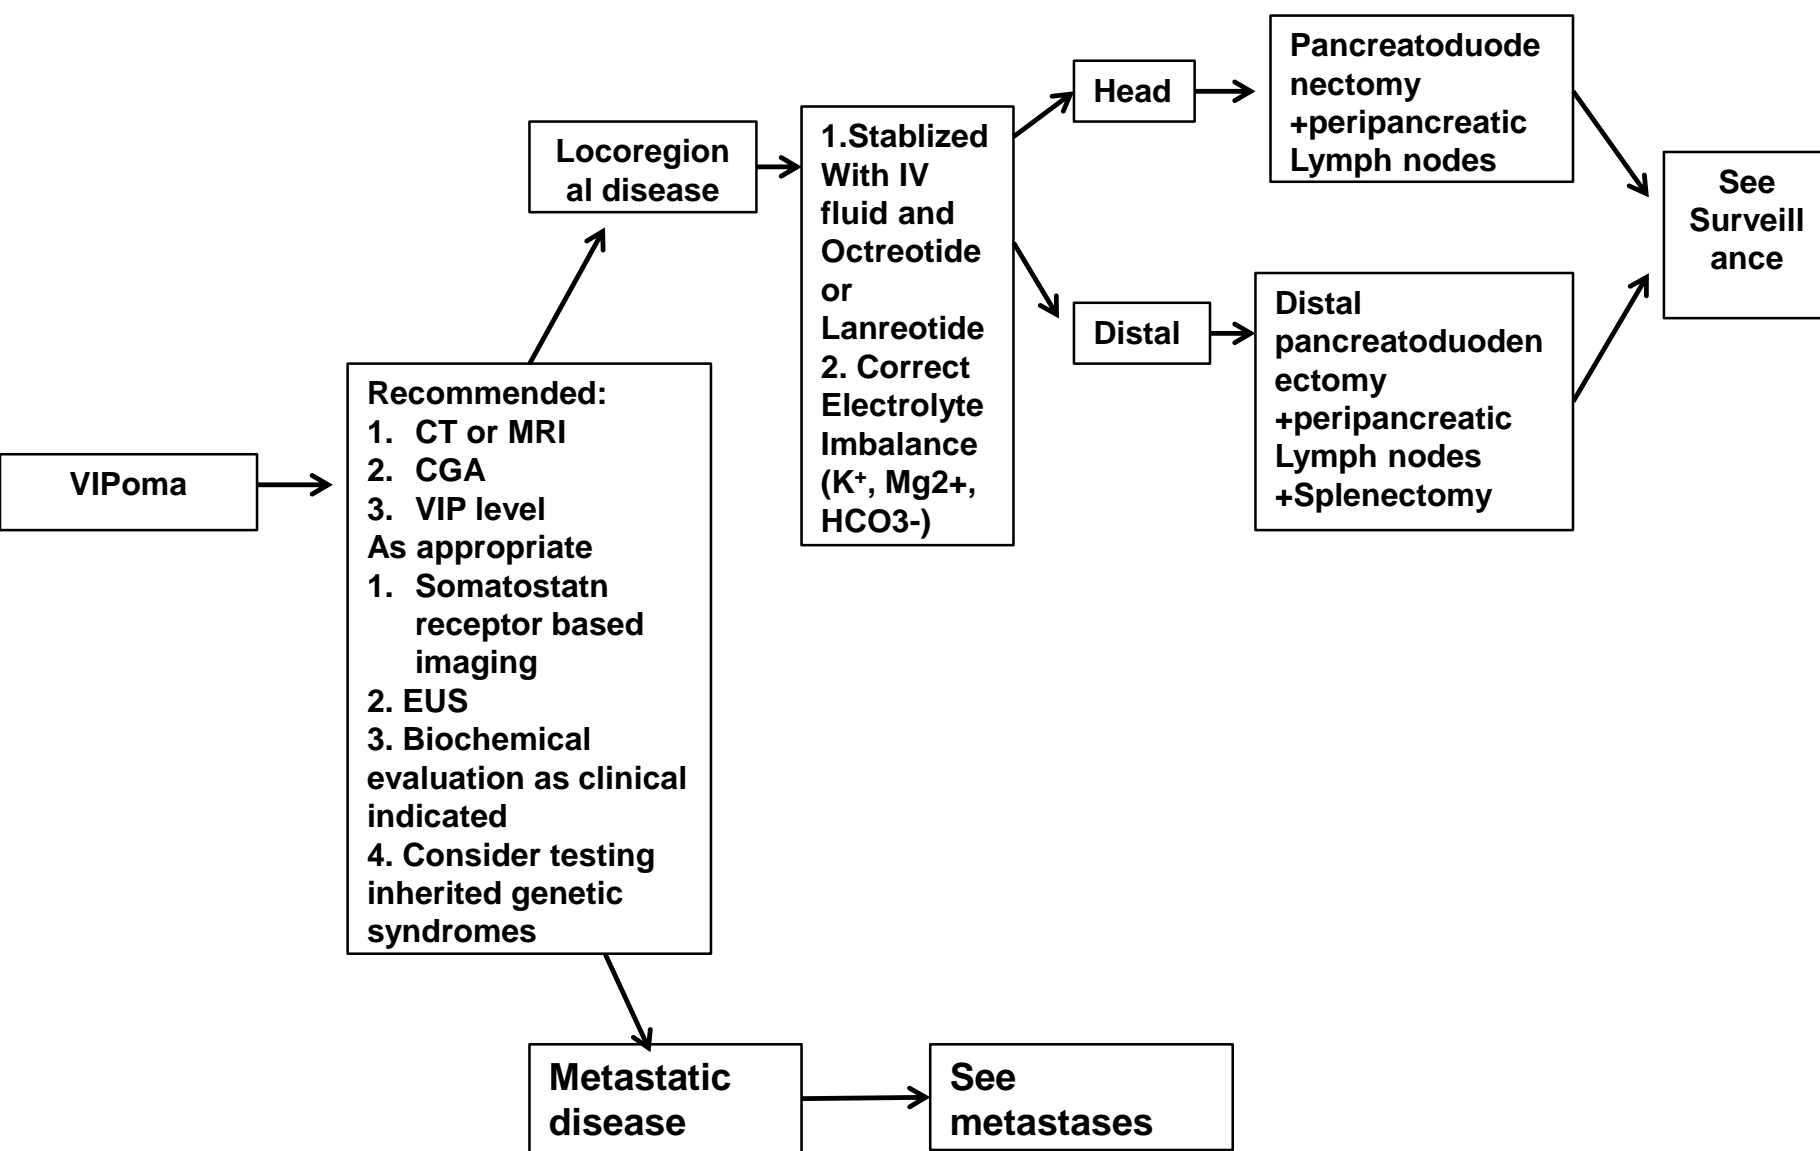 VIPoma
Recommended:
1. CT or MRI
2. CGA
3. VIP level
As appropriate
1. Somatostatn
receptor based
imaging
2. EUS
3. Biochemical
evaluation as clinical
indicated
4. Consider testing
inherited genetic
syndromes
Locoregion
al disease
1.Stablized
With IV
fluid and
Octreotide
or
Lanreotide
2. Correct
Electrolyte
Imbalance
(K⁺, Mg2+,
HCO3-)
Head
Pancreatoduode
nectomy
+peripancreatic
Lymph nodes
Distal
Distal
pancreatoduoden
ectomy
+peripancreatic
Lymph nodes
+Splenectomy
See
Surveill
ance
Metastatic
disease
See
metastases